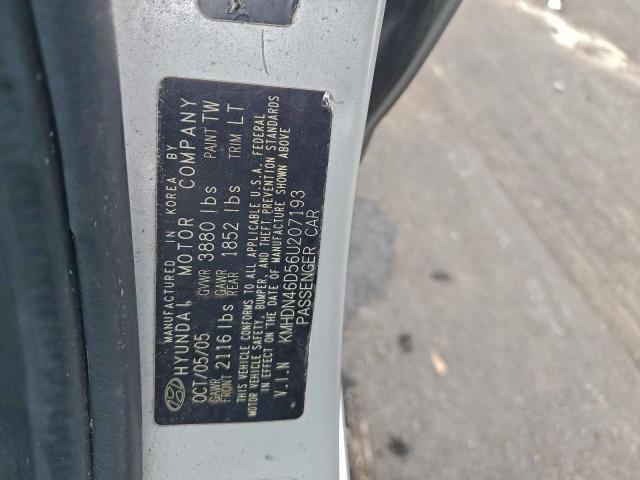 MANUFACTURED IN KOREA BY
HYUNDAI MOTOR COMPANY
OCT/05/05 GVWR 3880 lbs PAINT TW
GAWR FRONT 2116 lbs GAWR REAR 1852 lbs TRIM LT
THIS VEHICLE CONFORMS TO ALL APPLICABLE U.S.A. FEDERAL
MOTOR VEHICLE SAFETY, BUMPER, AND THEFT PREVENTION STANDARDS
IN EFFECT ON THE DATE OF MANUFACTURE SHOWN ABOVE
V.I.N KMHDN46D56U207193
PASSENGER CAR